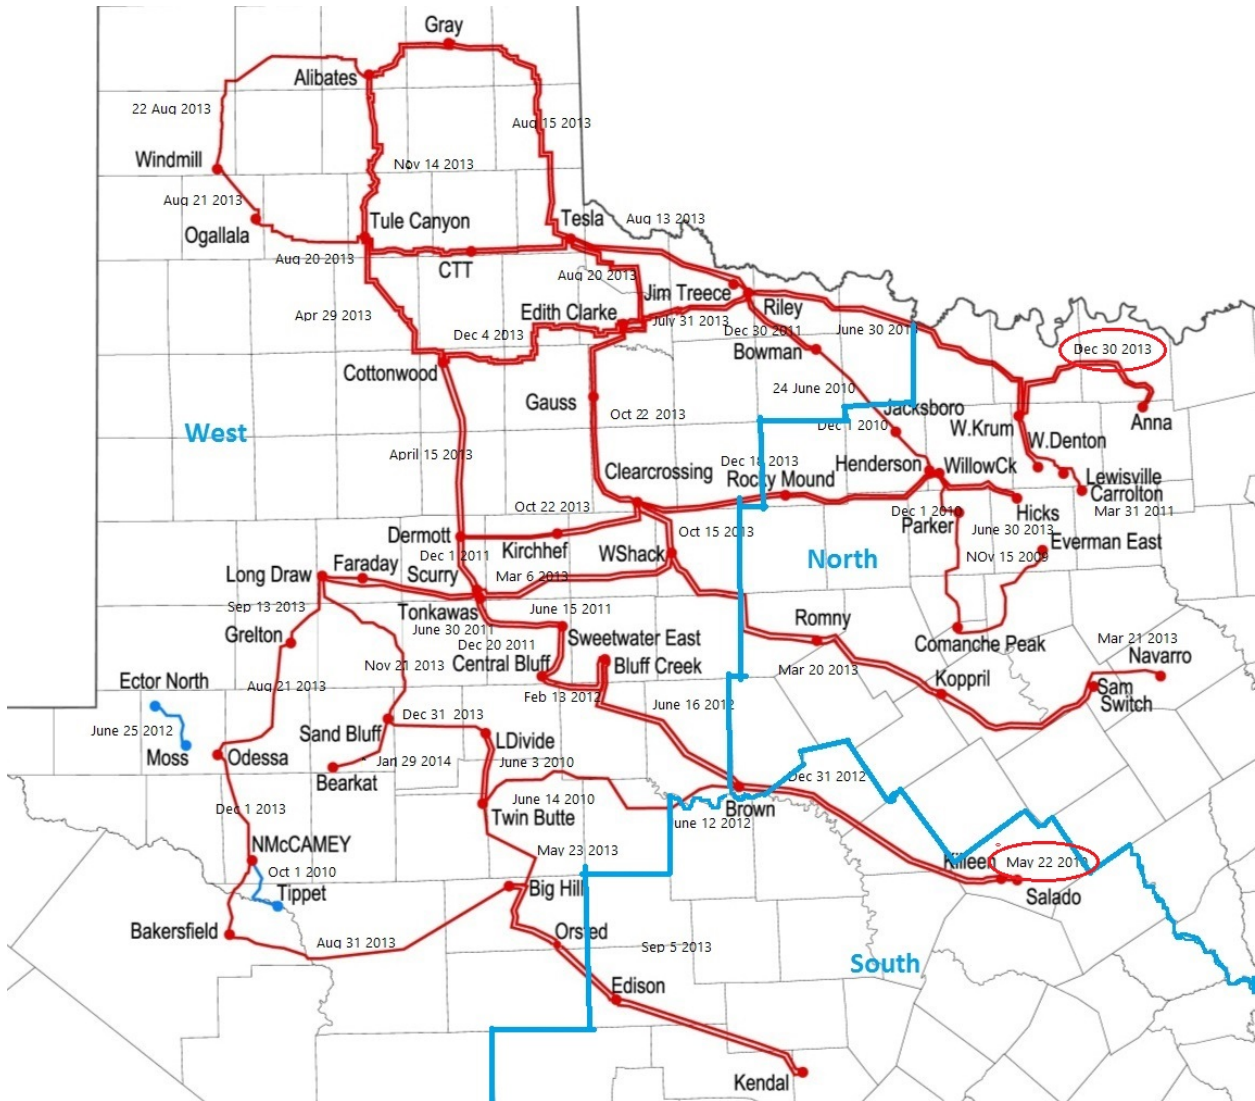 Gray
Alibates
22 Aug 2013
Aug 15 2013
Windmill
Nov 14 2013
Aug 21 2013
Ogallala
Tule Canyon
Tesla
Aug 13 2013
Aug 20 2013
CTT
Aug 20 2013
Jim Treece
Riley
Apr 29 2013
Edith Clarke
July 31 2013
Dec 30 2011
June 30 201
Dec 4 2013
Bowman
Dec 30 2013
Cottonwood
24 June 2010
Gauss
Oct 22 2013
Jacksboro
Dec 1 2010
W.Krum
Anna
West
W.Denton
April 15 2013
Clearcrossing
Dec 18 2013
Henderson
WillowCk
Rocky Mound
Lewisville
Carrolton
Mar 31 2011
Oct 22 2013
Oct 15 2013
Dec 1 2010
Hicks
Parker
June 30 2013
Dermott
Kirchhef
WShack
Everman East
Dec 1 2011
NOv 15 2009
North
Long Draw
Faraday
Scurry
Mar 6 2013
Sep 13 2013
Tonkawas
June 15 2011
Grelton
June 30 2011
Dec 20 2011
Sweetwater East
Romny
Comanche Peak
Mar 21 2013
Nov 21 2013
Central Bluff
Bluff Creek
Mar 20 2013
Navarro
Ector North
Aug 21 2013
Feb 13 2012
June 16 2012
Koppril
Sam
Switch
June 25 2012
Dec 31 2013
Sand Bluff
LDivide
Moss
Odessa
Jan 29 2014
June 3 2010
Bearkat
Dec 31 2012
Dec 1 2013
June 14 2010
Twin Butte
Brown
June 12 2012
NMcCAMEY
May 23 2013
Oct 1 2010
Killeen
May 22 2010
Tippet
Big Hill
Salado
Bakersfield
Aug 31 2013
Orsted
Sep 5 2013
South
Edison
Kendal